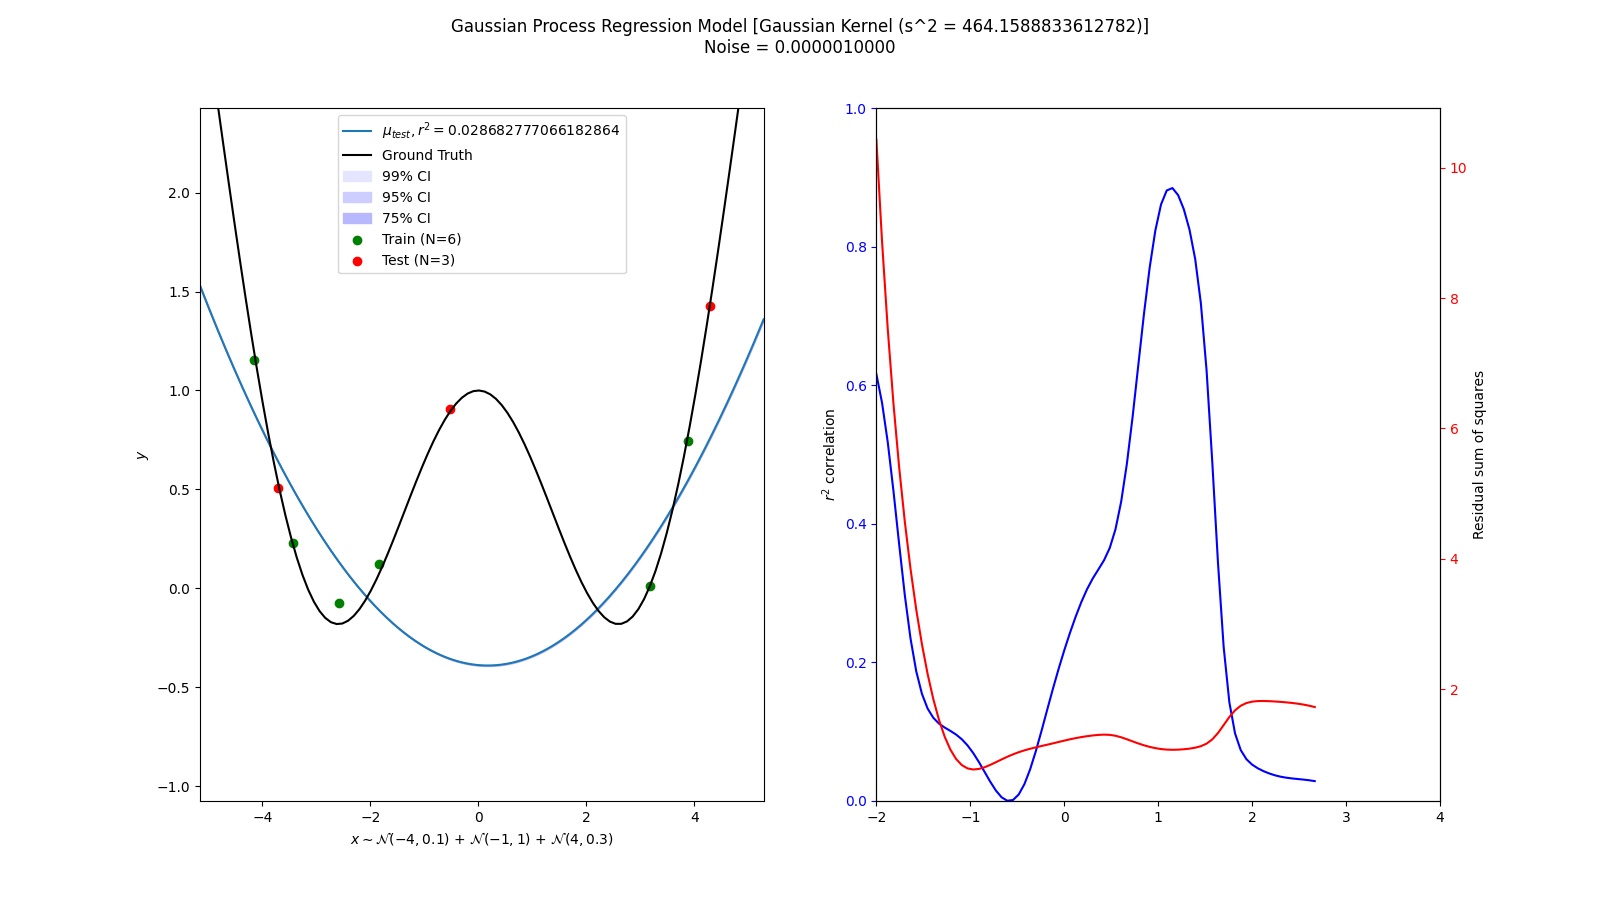 Gaussian Process Regression Model [Gaussian Kernel (s^2 = 464.1588833612782)]
Noise = 0.0000010000
μ_test, r² = 0.028682777066182864
Ground Truth
99% CI
95% CI
75% CI
Train (N=6)
Test (N=3)
2.0
1.5
1.0
0.5
0.0
−0.5
−1.0
y
−4 −2 0 2 4
x ~ 𝒩(−4, 0.1) + 𝒩(−1, 1) + 𝒩(4, 0.3)
1.0
0.8
0.6
0.4
0.2
0.0
r² correlation
−2 −1 0 1 2 3 4
10
8
6
4
2
Residual sum of squares